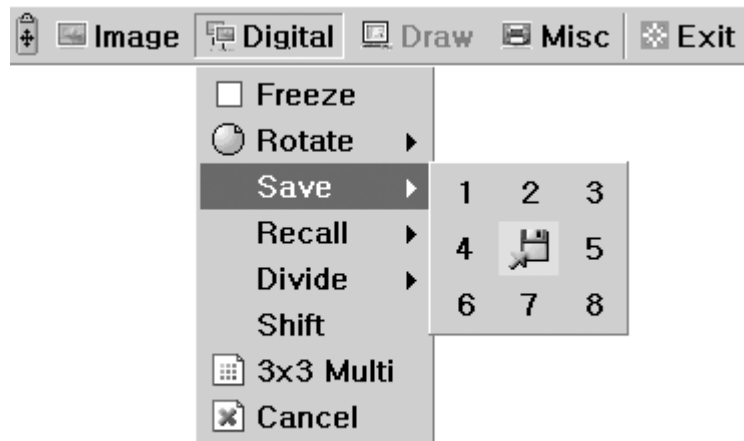 Image Digital Draw Misc Exit
Freeze
Rotate
Save
1 2 3
Recall
4 5
Divide
6 7 8
Shift
3x3 Multi
Cancel